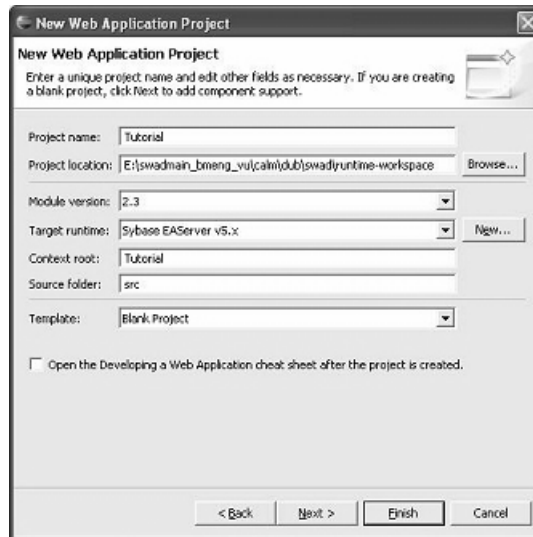 New Web Application Project
New Web Application Project
Enter a unique project name and edit other fields as necessary. If you are creating
a blank project, click Next to add component support.
Project name: Tutorial
Project location: E:\swadmain_bmeng_vu\calm\dub\swad\runtime-workspace Browse...
Module version: 2.3
Target runtime: Sybase EAServer v5.x New...
Context root: Tutorial
Source folder: src
Template: Blank Project
Open the Developing a Web Application cheat sheet after the project is created.
< Back Next > Finish Cancel